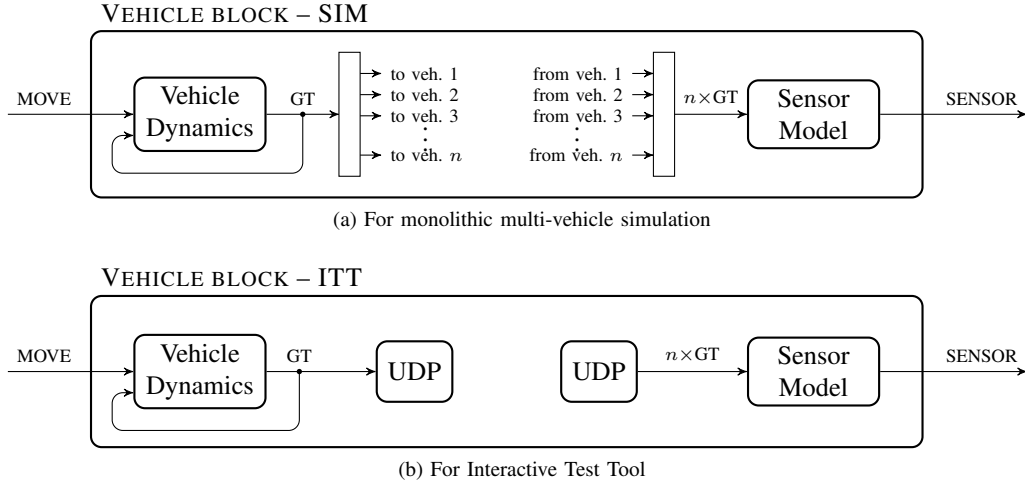 VEHICLE BLOCK – SIM
MOVE
Vehicle
Dynamics
GT
to veh. 1
to veh. 2
to veh. 3
to veh. n
from veh. 1
from veh. 2
from veh. 3
from veh. n
n×GT
Sensor
Model
SENSOR
(a) For monolithic multi-vehicle simulation
VEHICLE BLOCK – ITT
MOVE
Vehicle
Dynamics
GT
UDP
UDP
n×GT
Sensor
Model
SENSOR
(b) For Interactive Test Tool